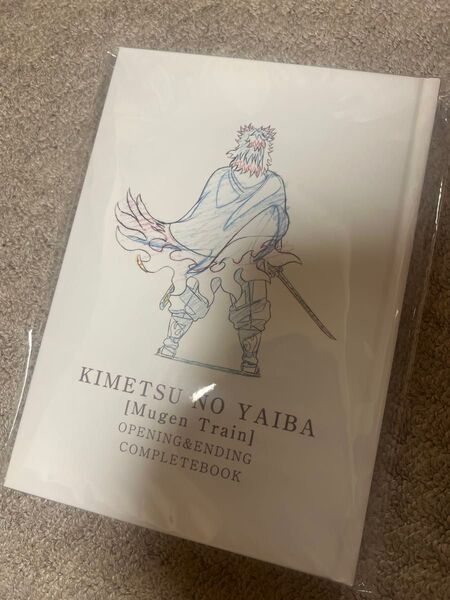 KIMETSU NO YAIBA
[Mugen Train]
OPENING&ENDING
COMPLETEBOOK